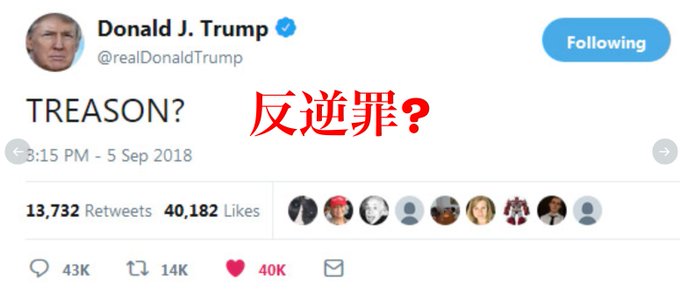 Donald J. Trump
@realDonaldTrump
Following
TREASON?
反逆罪?
3:15 PM - 5 Sep 2018
13,732 Retweets 40,182 Likes
43K 14K 40K